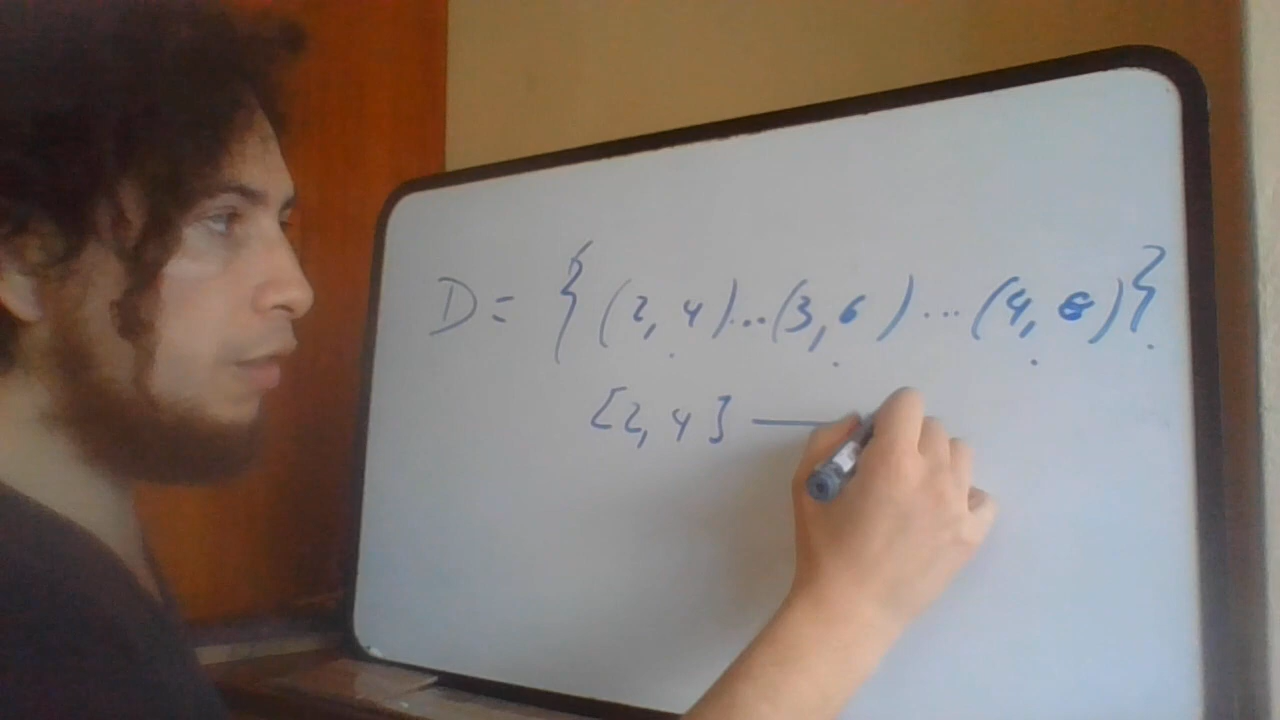 D = { (2, 4)...(3, 6)...(4, 8)}
[2, 4] —